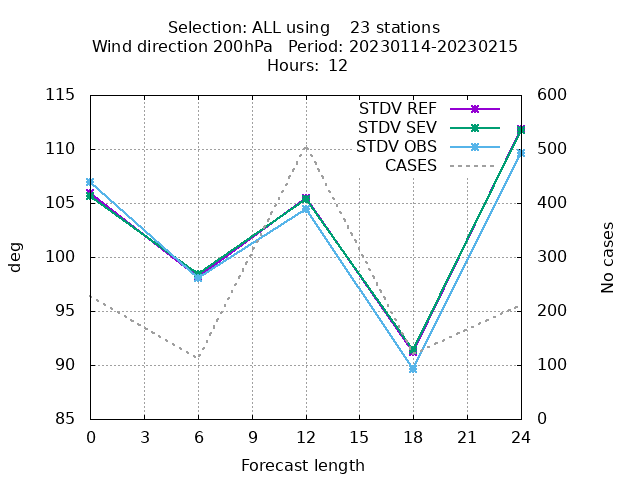 Selection: ALL using    23 stations
Wind direction 200hPa   Period: 20230114-20230215
Hours:  12
115
110
105
100
95
90
85
600
500
400
300
200
100
0
STDV REF
STDV SEV
STDV OBS
CASES
deg
No cases
0 3 6 9 12 15 18 21 24
Forecast length